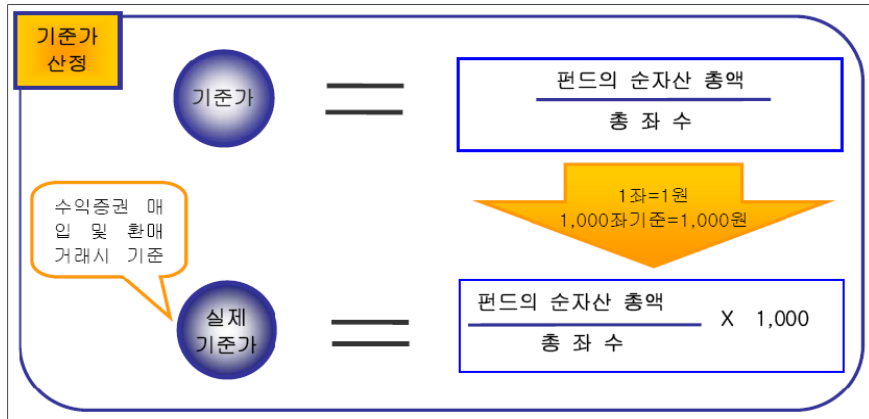 기준가
산정
기준가
펀드의 순자산 총액
총 좌 수
1좌=1원
1,000좌기준=1,000원
수익증권 매
입 및 환매
거래시 기준
실제
기준가
펀드의 순자산 총액
총 좌 수
X 1,000